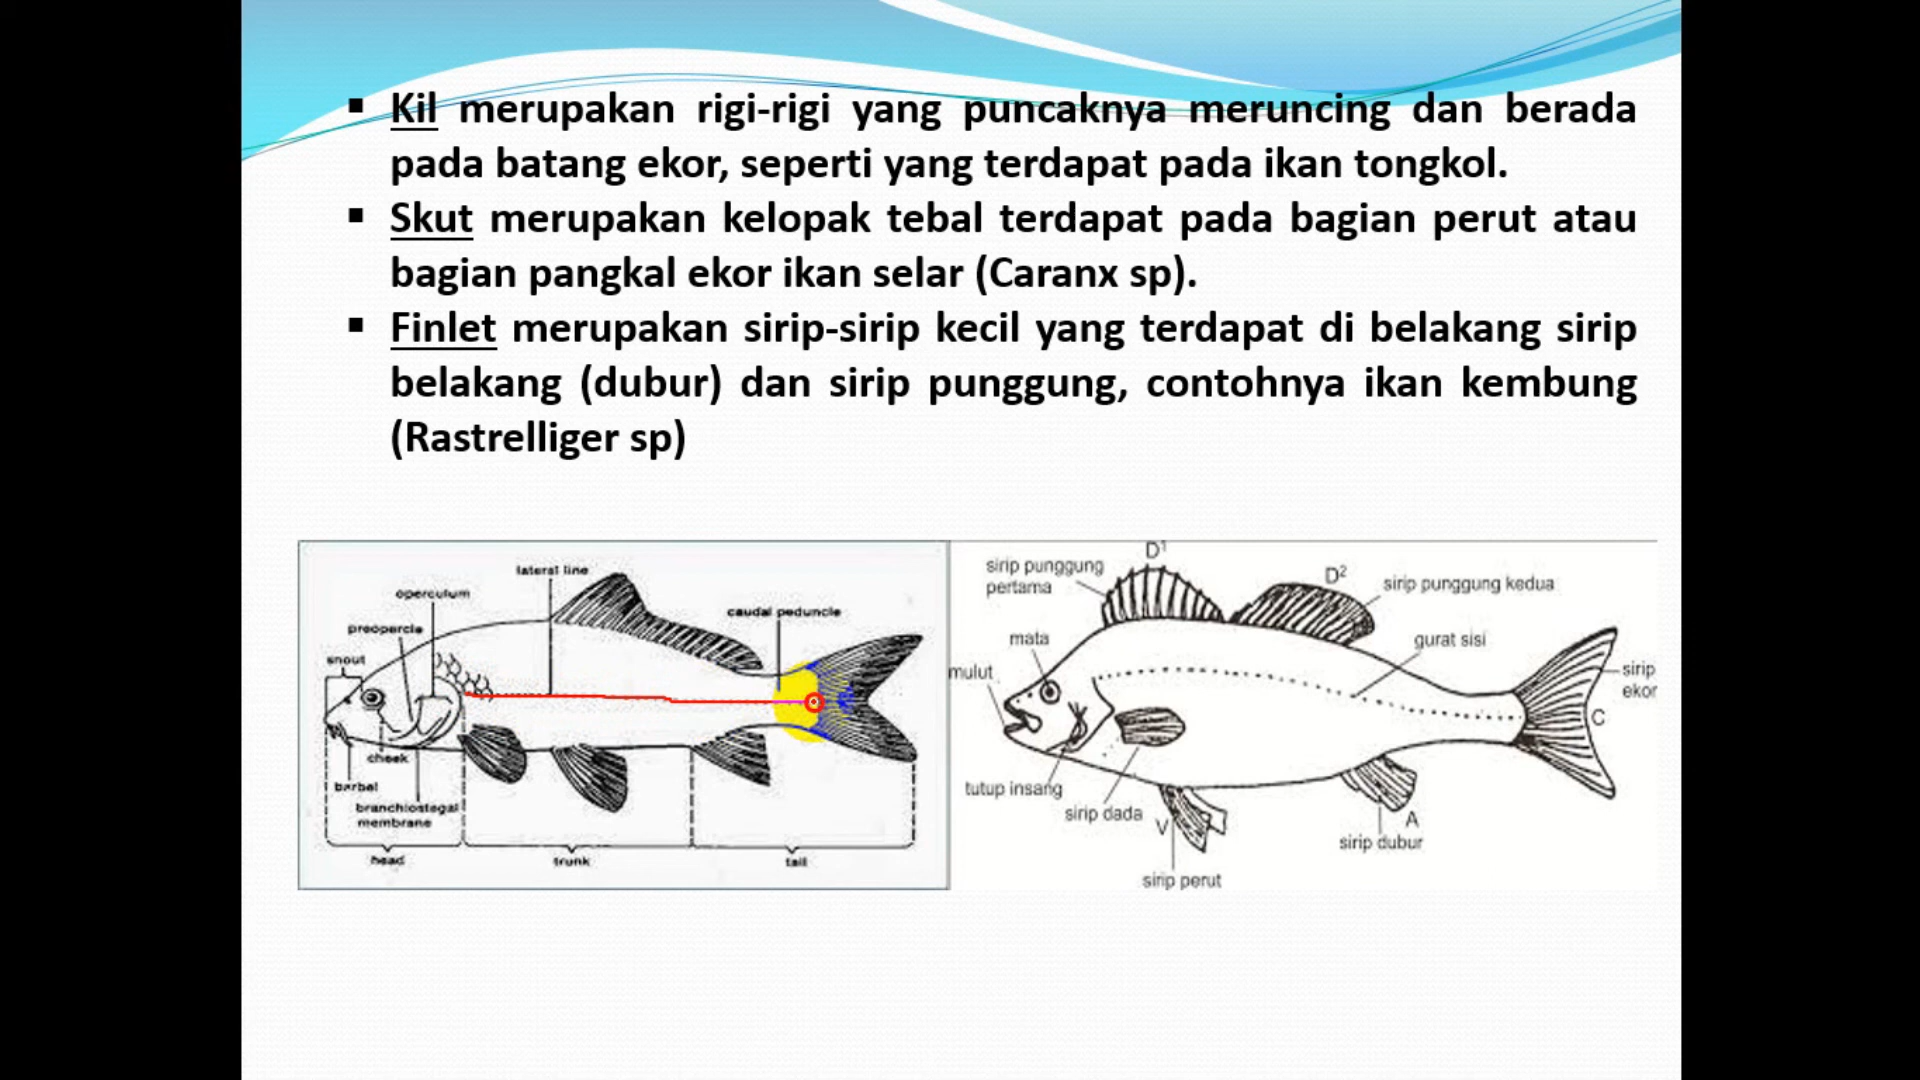 ▪ Kil merupakan rigi-rigi yang puncaknya meruncing dan berada
pada batang ekor, seperti yang terdapat pada ikan tongkol.
▪ Skut merupakan kelopak tebal terdapat pada bagian perut atau
bagian pangkal ekor ikan selar (Caranx sp).
▪ Finlet merupakan sirip-sirip kecil yang terdapat di belakang sirip
belakang (dubur) dan sirip punggung, contohnya ikan kembung
(Rastrelliger sp)
lateral line
operculum
caudal peduncle
preopercle
snout
cheek
barbel
branchiostegal
membrane
head
trunk
tail
D1
sirip punggung
pertama
D2
sirip punggung kedua
mata
gurat sisi
mulut
sirip
ekor
C
tutup insang
sirip dada
V
A
sirip dubur
sirip perut